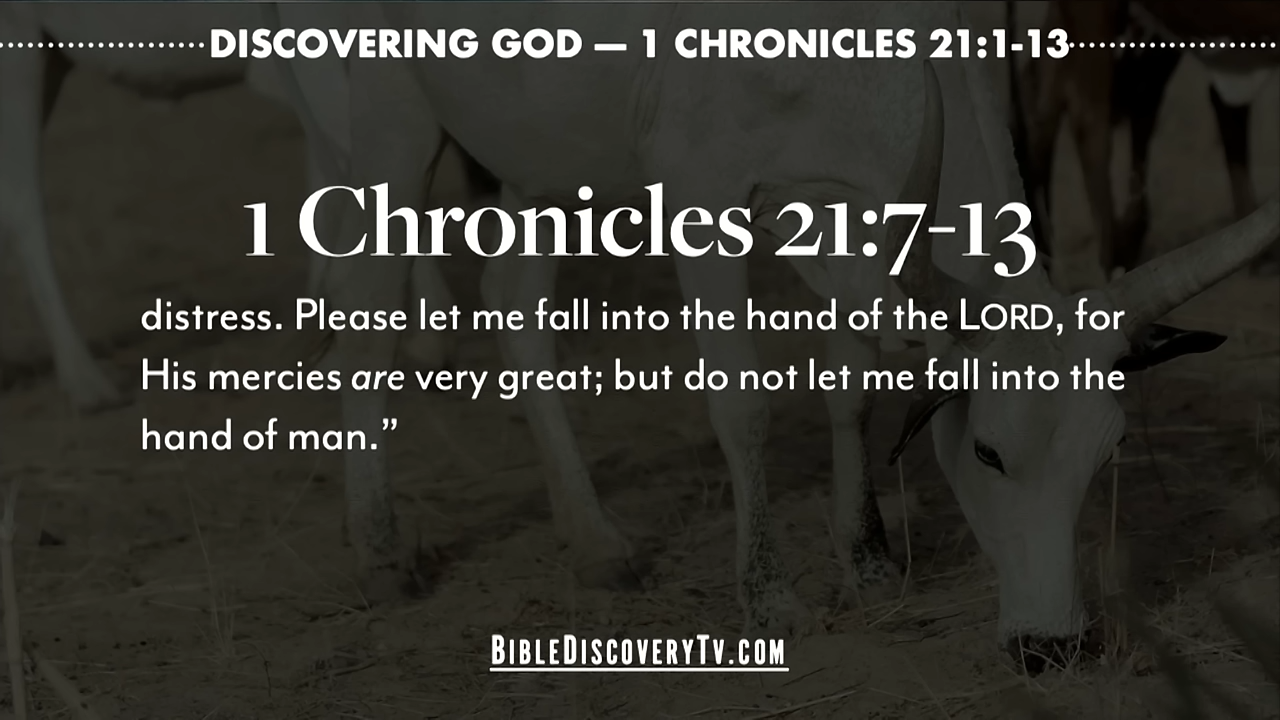 DISCOVERING GOD — 1 CHRONICLES 21:1-13
1 Chronicles 21:7-13
distress. Please let me fall into the hand of the LORD, for
His mercies are very great; but do not let me fall into the
hand of man.”
BIBLEDISCOVERYTV.COM